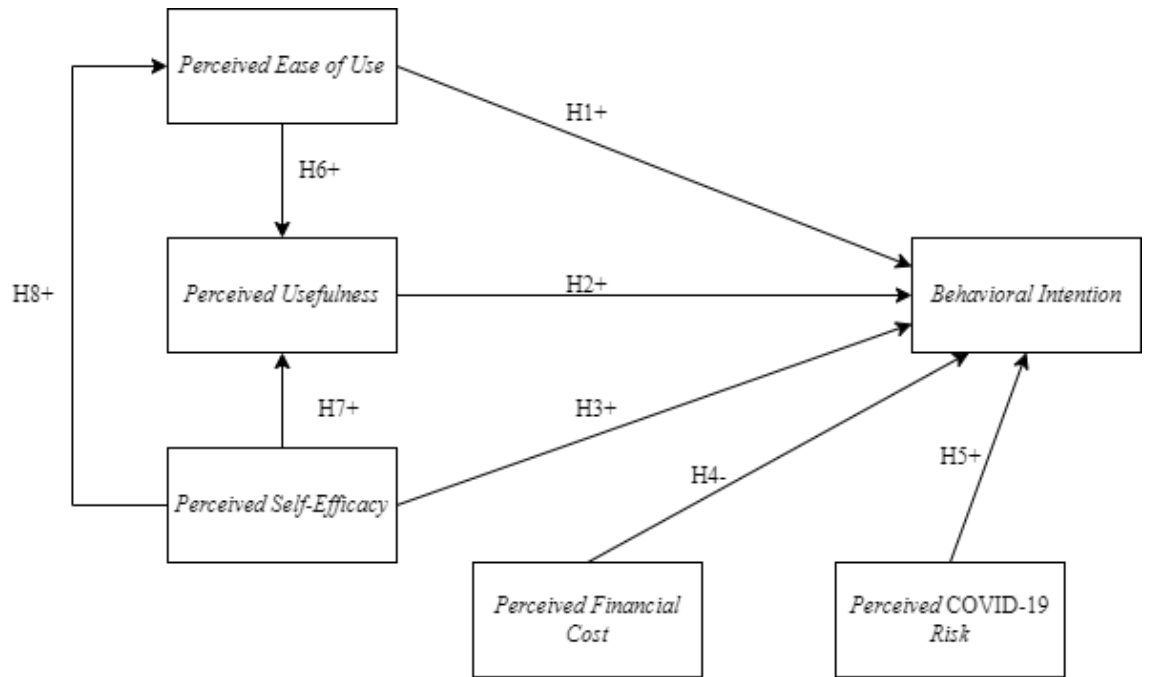 Perceived Ease of Use
H1+
H6+
H8+
Perceived Usefulness
H2+
Behavioral Intention
H7+
H3+
H5+
H4-
Perceived Self-Efficacy
Perceived Financial
Cost
Perceived COVID-19
Risk